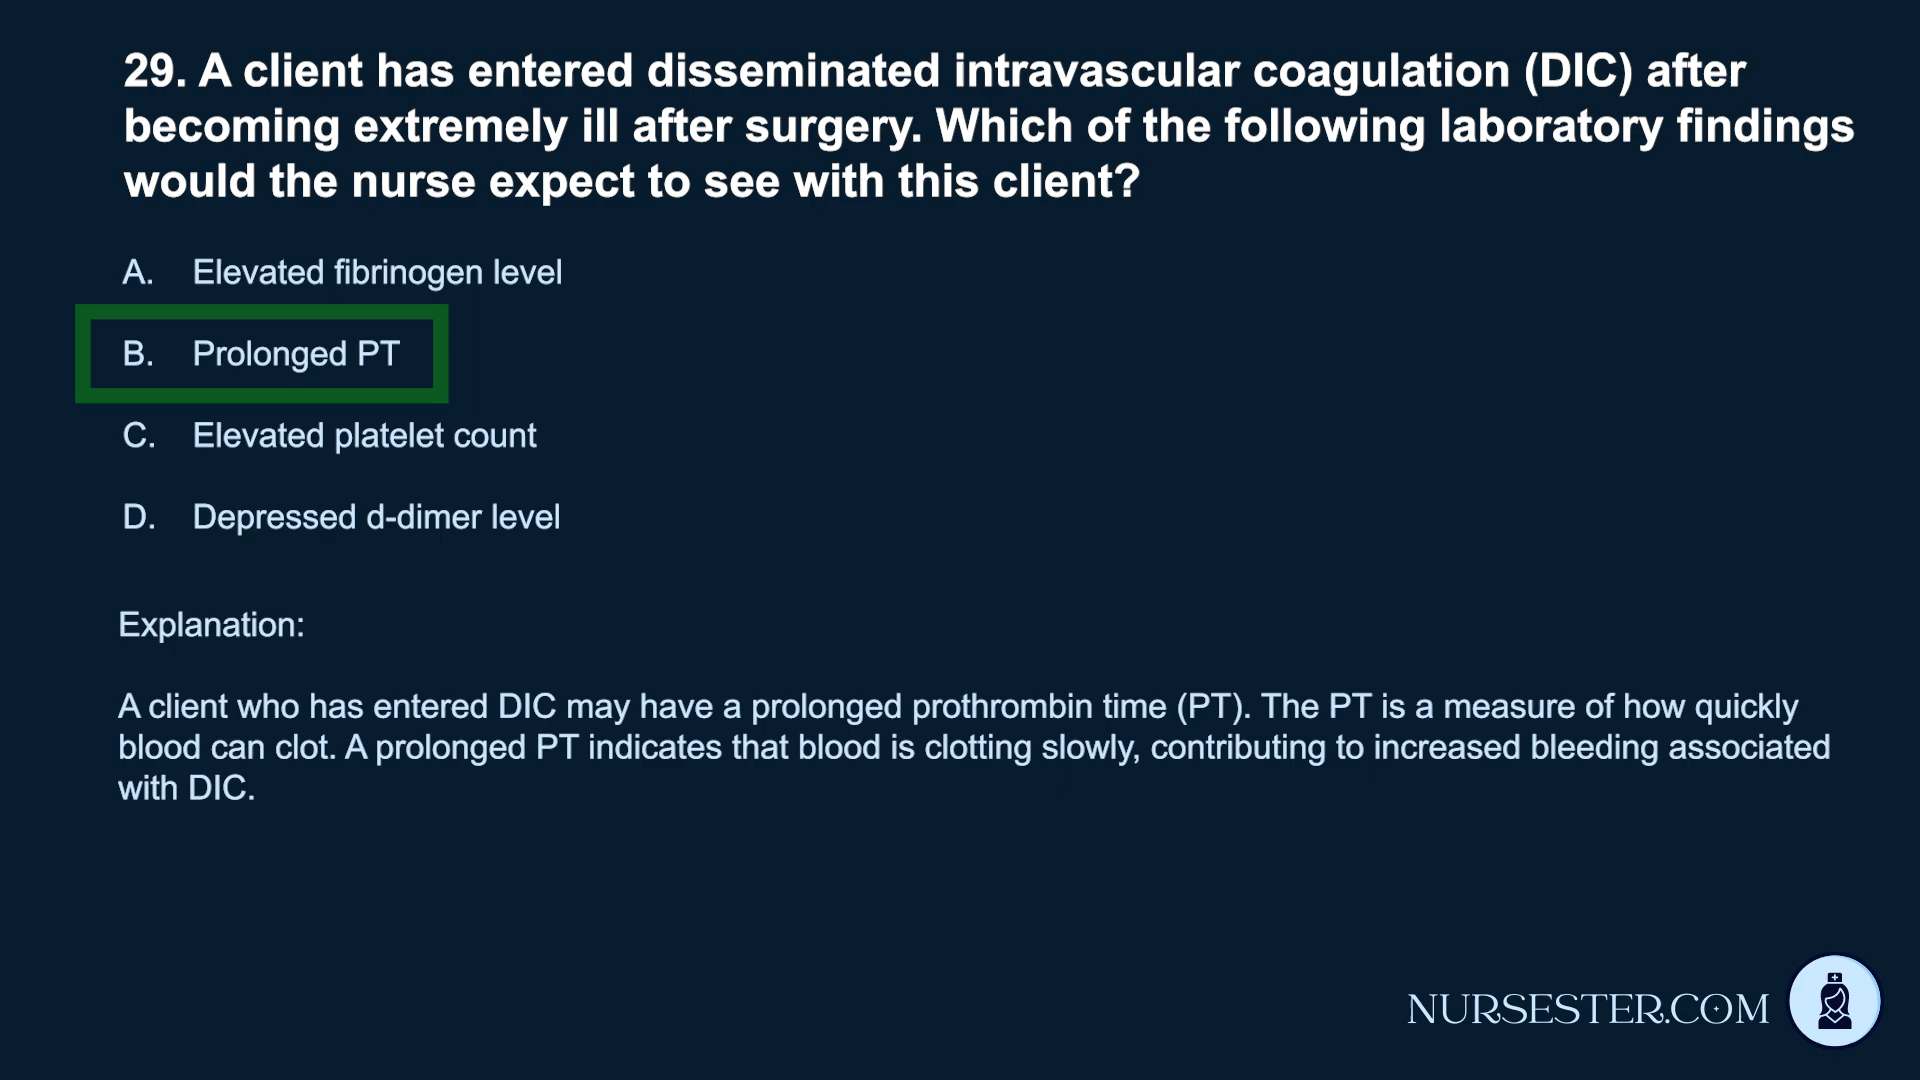 29. A client has entered disseminated intravascular coagulation (DIC) after
becoming extremely ill after surgery. Which of the following laboratory findings
would the nurse expect to see with this client?
A. Elevated fibrinogen level
B. Prolonged PT
C. Elevated platelet count
D. Depressed d-dimer level
Explanation:
A client who has entered DIC may have a prolonged prothrombin time (PT). The PT is a measure of how quickly
blood can clot. A prolonged PT indicates that blood is clotting slowly, contributing to increased bleeding associated
with DIC.
NURSESTER.COM